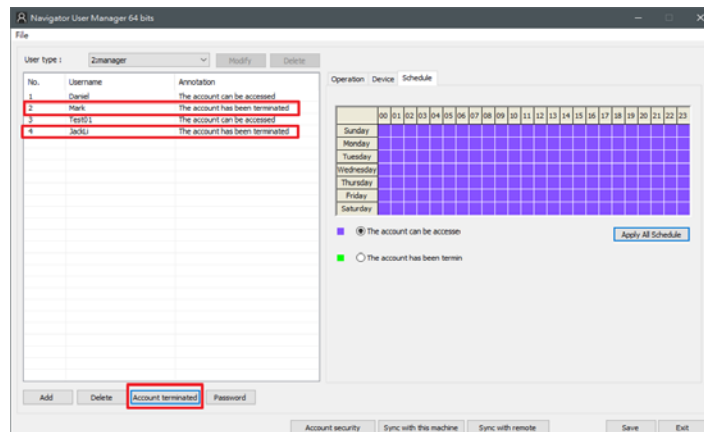 Navigator User Manager 64 bits
File
User type : 2:manager Modify Delete
No. Username Annotation
1 Daniel The account can be accessed
2 Mark The account has been terminated
3 Test01 The account can be accessed
4 JackLi The account has been terminated
Add Delete Account terminated Password
Operation Device Schedule
00 01 02 03 04 05 06 07 08 09 10 11 12 13 14 15 16 17 18 19 20 21 22 23
Sunday
Monday
Tuesday
Wednesday
Thursday
Friday
Saturday
The account can be accesse
Apply All Schedule
The account has been termin
Account security Sync with this machine Sync with remote Save Exit